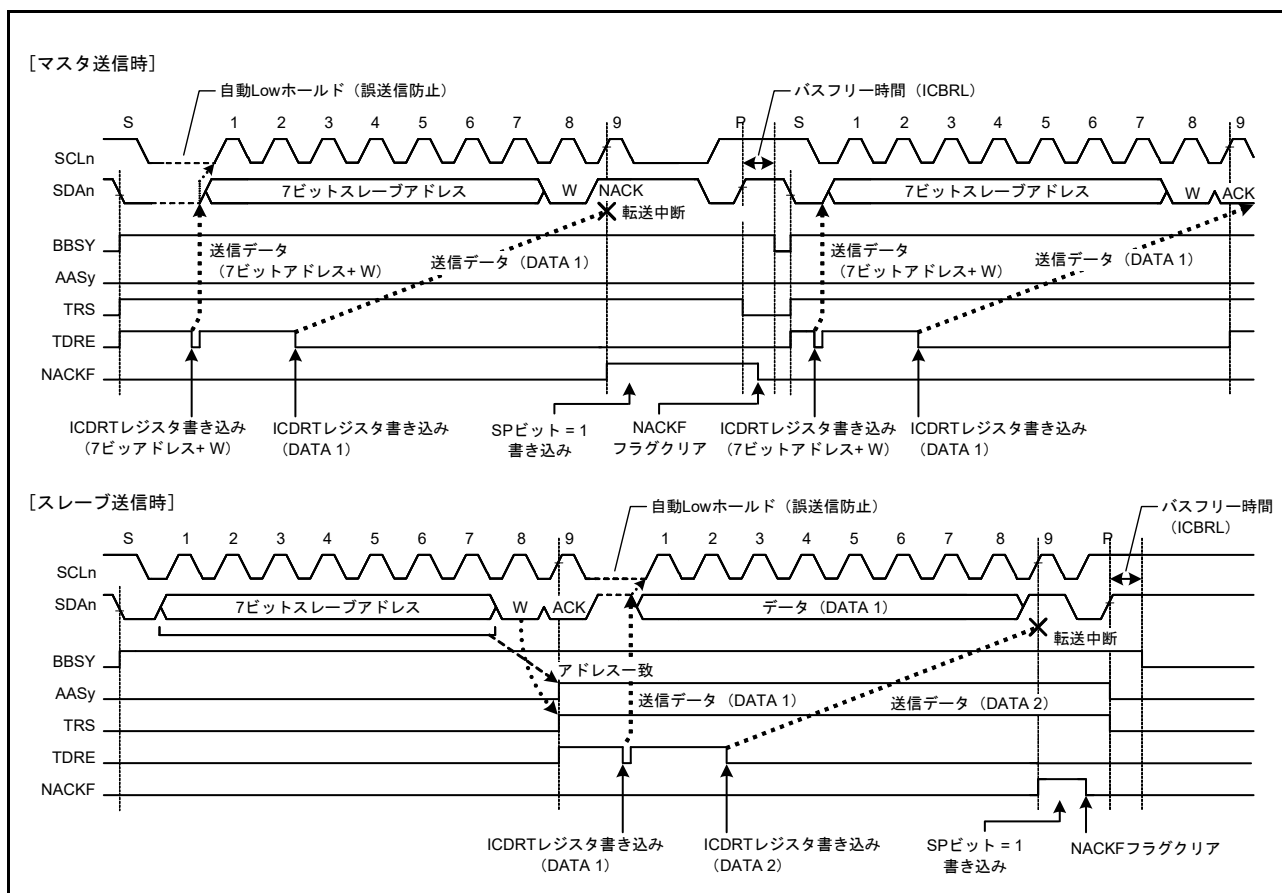 [マスタ送信時]
自動Lowホールド（誤送信防止）
バスフリー時間（ICBRL）
S 1 2 3 4 5 6 7 8 9 P S 1 2 3 4 5 6 7 8 9
SCLn
SDAn 7ビットスレーブアドレス W NACK 7ビットスレーブアドレス W ACK
転送中断
BBSY
送信データ
（7ビットアドレス+ W）
送信データ（DATA 1）
送信データ
（7ビットアドレス+ W）
送信データ（DATA 1）
AASy
TRS
TDRE
NACKF
ICDRTレジスタ書き込み
（7ビッアドレス+ W）
ICDRTレジスタ書き込み
（DATA 1）
SPビット = 1
書き込み
NACKF
フラグクリア
ICDRTレジスタ書き込み
（7ビットアドレス+ W）
ICDRTレジスタ書き込み
（DATA 1）
[スレーブ送信時]
自動Lowホールド（誤送信防止）
バスフリー時間
（ICBRL）
S 1 2 3 4 5 6 7 8 9 1 2 3 4 5 6 7 8 9 P
SCLn
SDAn 7ビットスレーブアドレス W ACK データ（DATA 1）
転送中断
BBSY
アドレス一致
AASy
送信データ（DATA 1） 送信データ（DATA 2）
TRS
TDRE
NACKF
ICDRTレジスタ書き込み
（DATA 1）
ICDRTレジスタ書き込み
（DATA 2）
SPビット = 1
書き込み
NACKFフラグクリア